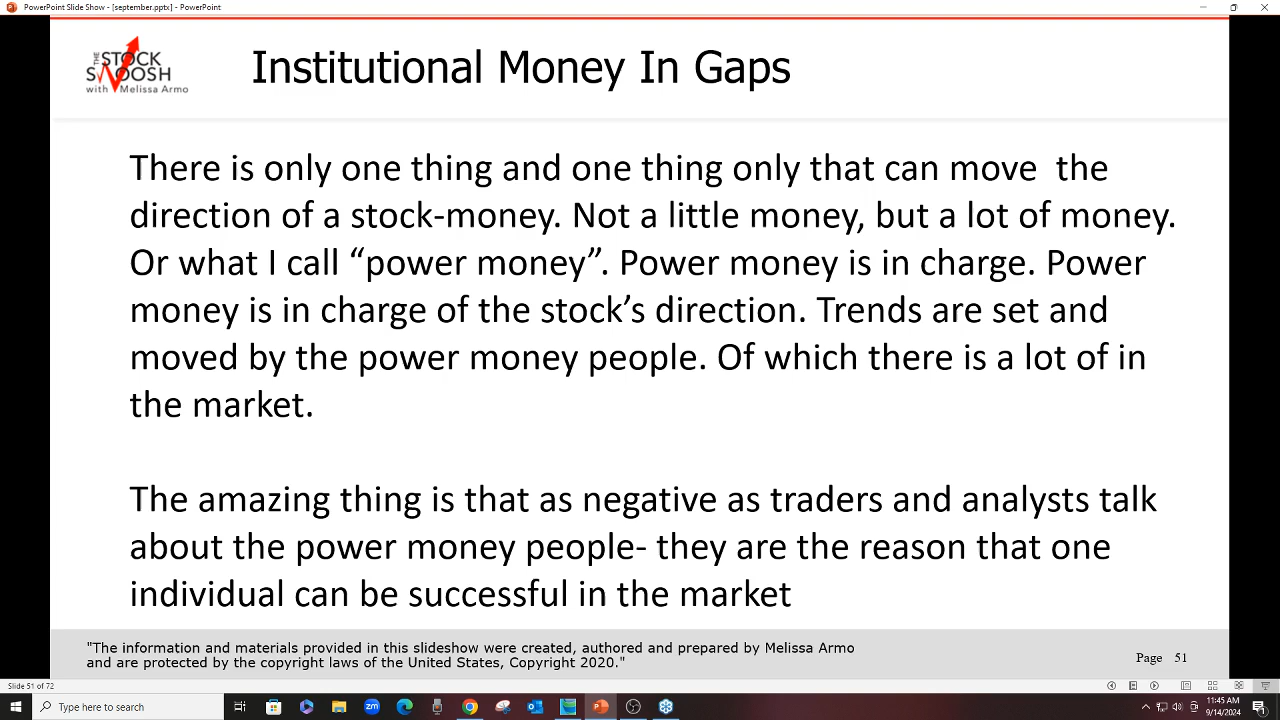 PowerPoint Slide Show - [september.pptx] - PowerPoint
THE
STOCK
SWOOSH
with Melissa Armo
Institutional Money In Gaps
There is only one thing and one thing only that can move  the
direction of a stock-money. Not a little money, but a lot of money.
Or what I call “power money”. Power money is in charge. Power
money is in charge of the stock’s direction. Trends are set and
moved by the power money people. Of which there is a lot of in
the market.
The amazing thing is that as negative as traders and analysts talk
about the power money people- they are the reason that one
individual can be successful in the market
"The information and materials provided in this slideshow were created, authored and prepared by Melissa Armo
and are protected by the copyright laws of the United States, Copyright 2020."
Page 51
Slide 51 of 72
Type here to search
zm
11:45 AM
9/14/2024